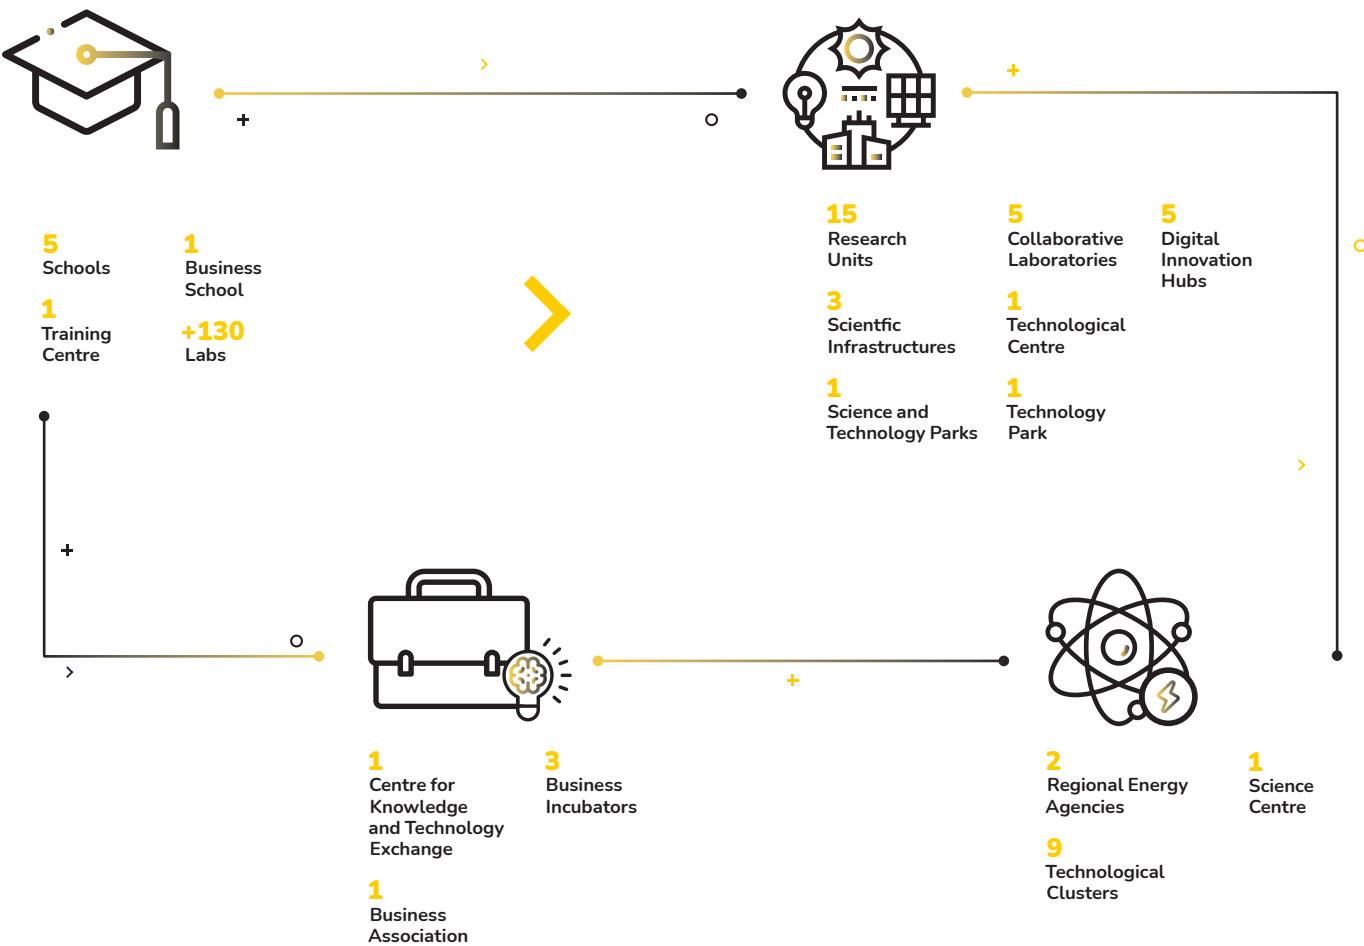 5
Schools
1
Business
School
1
Training
Centre
+130
Labs
15
Research
Units
5
Collaborative
Laboratories
5
Digital
Innovation
Hubs
3
Scientfic
Infrastructures
1
Technological
Centre
1
Science and
Technology Parks
1
Technology
Park
1
Centre for
Knowledge
and Technology
Exchange
3
Business
Incubators
1
Business
Association
2
Regional Energy
Agencies
1
Science
Centre
9
Technological
Clusters